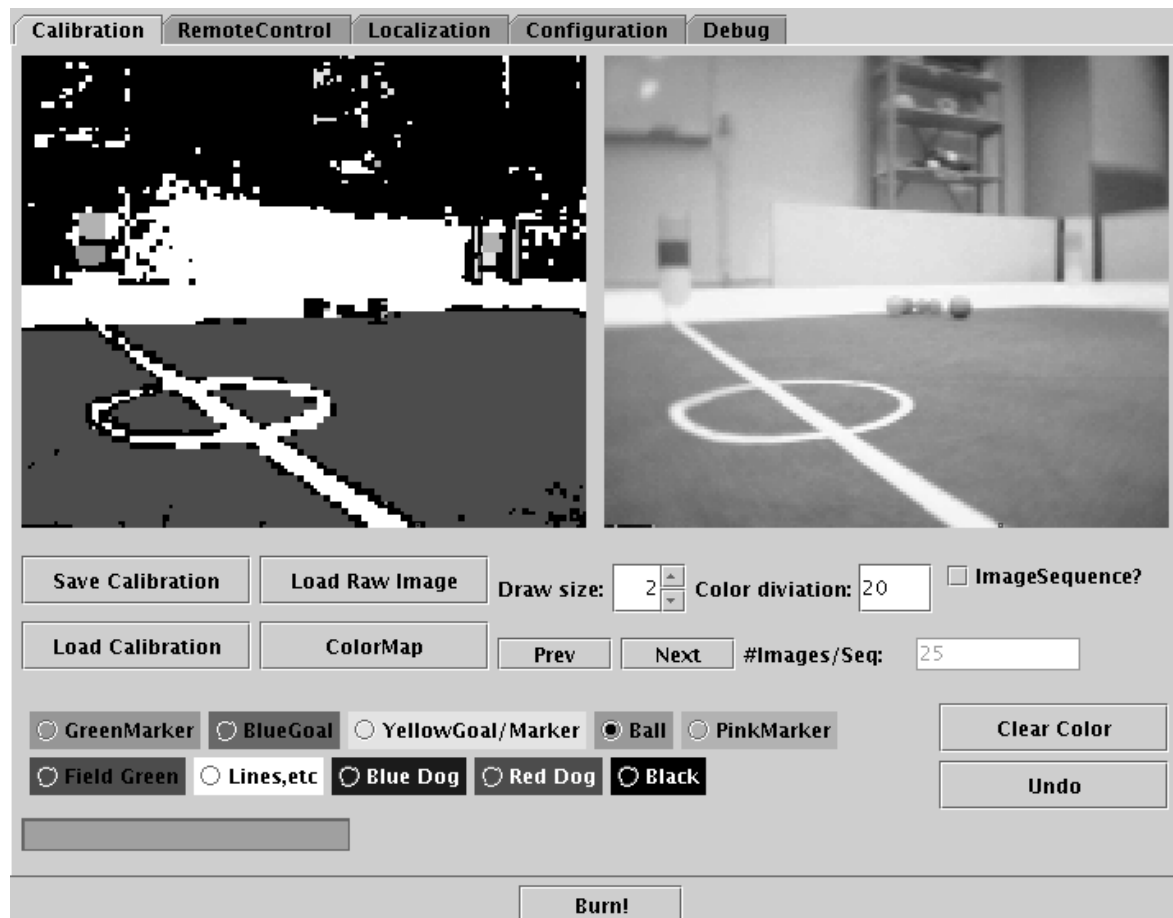 Calibration RemoteControl Localization Configuration Debug
Save Calibration Load Raw Image Draw size: 2 Color diviation: 20 ImageSequence?
Load Calibration ColorMap Prev Next #Images/Seq: 25
GreenMarker BlueGoal YellowGoal/Marker Ball PinkMarker Clear Color
Field Green Lines,etc Blue Dog Red Dog Black Undo
Burn!